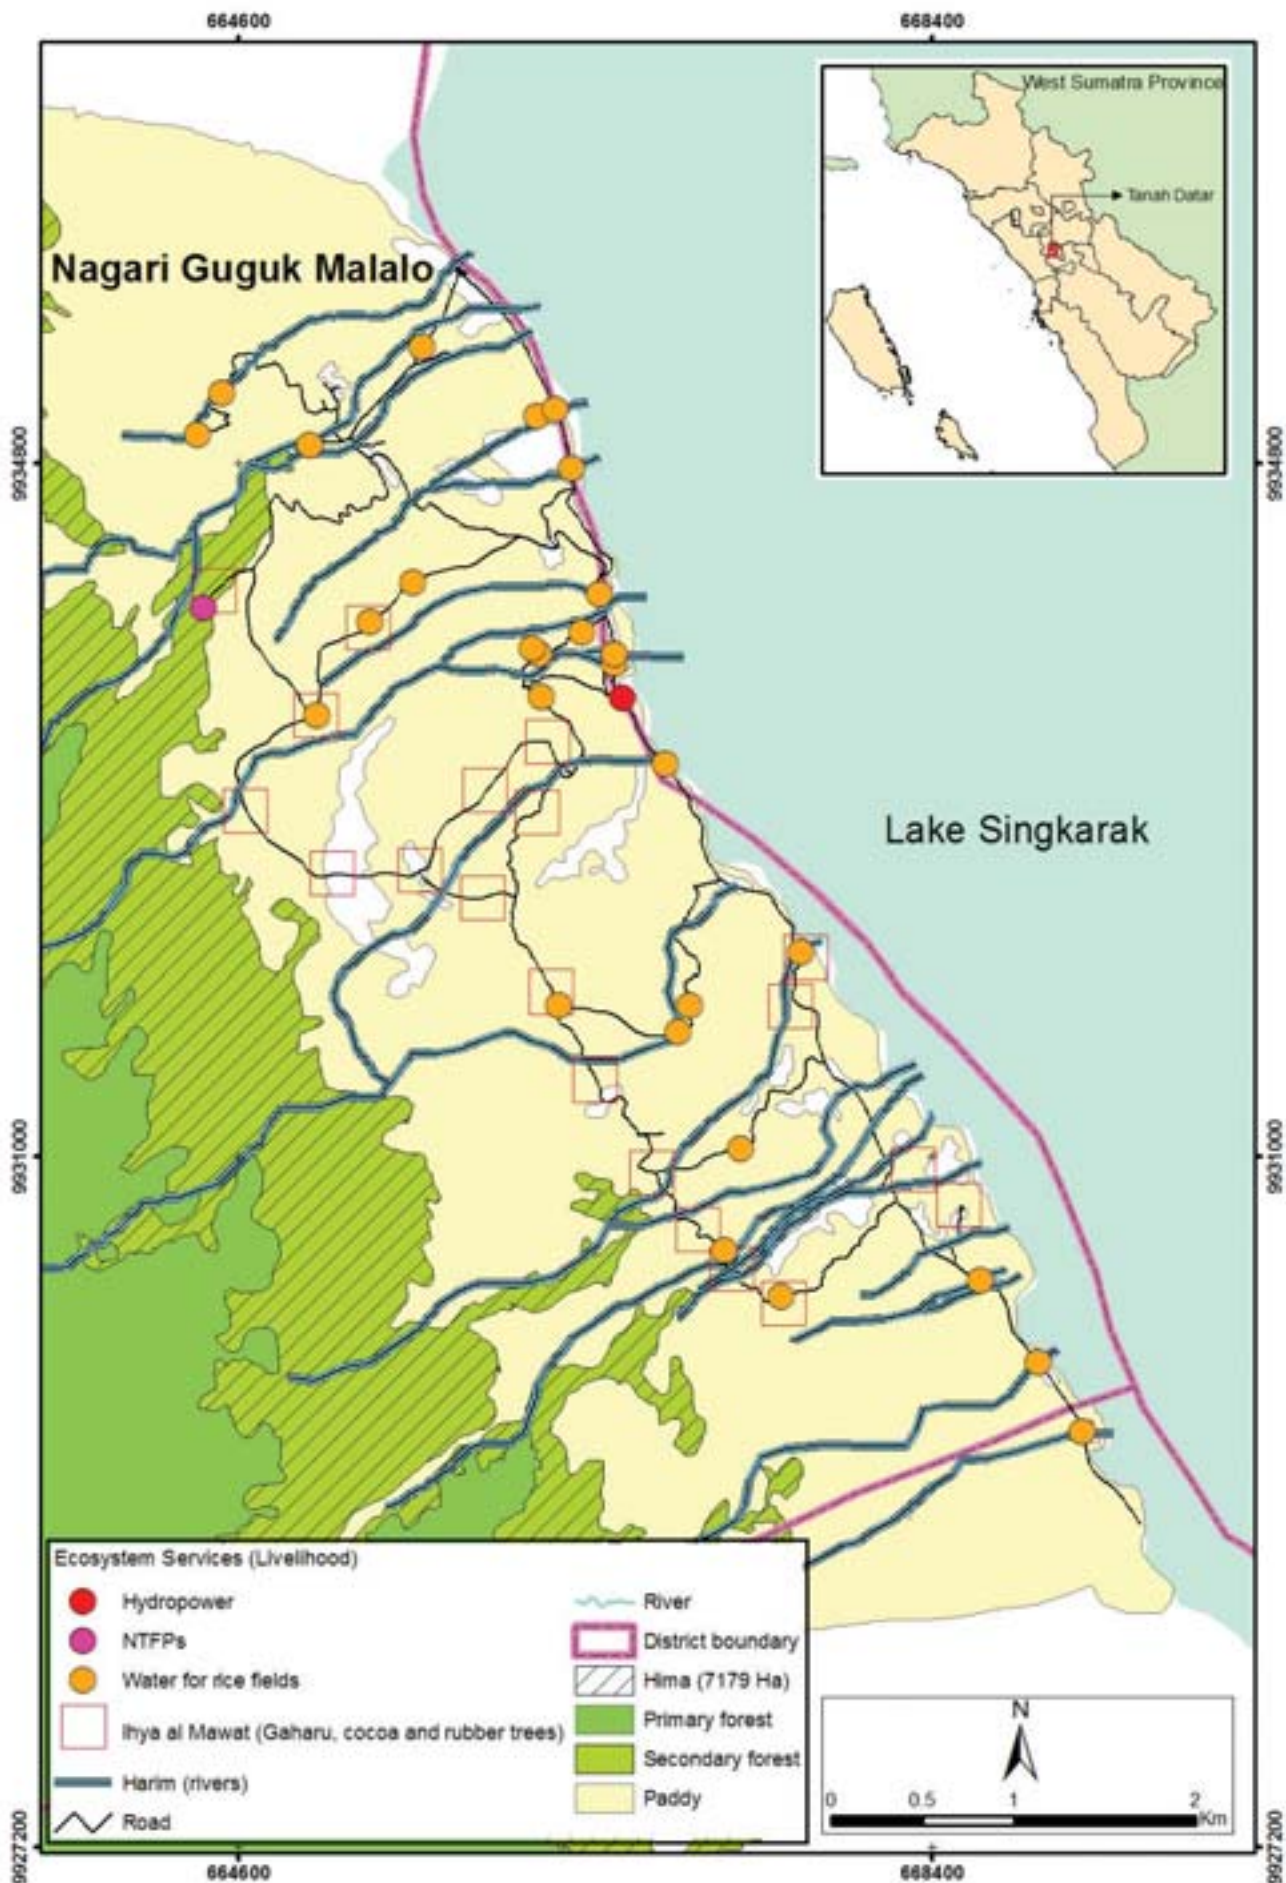 664600
668400
West Sumatra Province
Tanah Datar
Nagari Guguk Malalo
9934800
9934800
Lake Singkarak
9931000
9931000
Ecosystem Services (Livelihood)
Hydropower
NTFPs
Water for rice fields
Ihya al Mawat (Gaharu, cocoa and rubber trees)
Harim (rivers)
Road
River
District boundary
Hima (7179 Ha)
Primary forest
Secondary forest
Paddy
N
0 0.5 1 2
Km
9927200
9927200
664600
668400